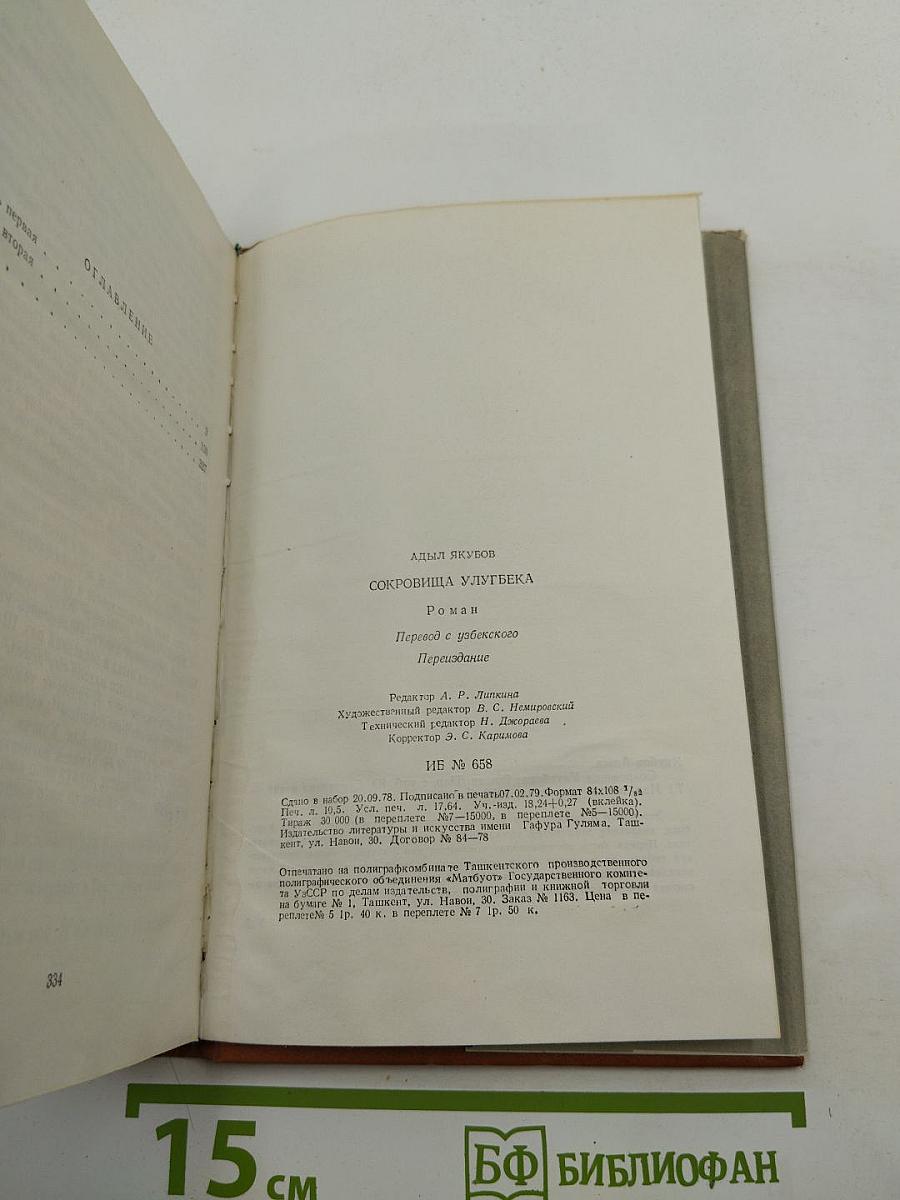 первая
вторая
ОГЛАВЛЕНИЕ
3
334
АДЫЛ ЯКУБОВ
СОКРОВИЩА УЛУГБЕКА
Роман
Перевод с узбекского
Переиздание
Редактор А. Р. Липкина
Художественный редактор В. С. Немировский
Технический редактор Н. Джораева
Корректор Э. С. Каримова
ИБ № 658
Сдано в набор 20.09.78. Подписано в печать07.02.79.Формат 84х108 1/32
Печ. л. 10,5. Усл. печ. л. 17,64. Уч.-изд. 18,24+0,27 (вклейка).
Тираж 30 000 (в переплете №7—15000, в переплете №5—15000).
Издательство литературы и искусства имени Гафура Гуляма, Таш-
кент, ул. Навои, 30. Договор № 84—78
Отпечатано на полиграфкомбинате Ташкентского производственного
полиграфического объединения «Матбуот» Государственного комите-
та УзССР по делам издательств, полиграфии и книжной торговли
на бумаге № 1, Ташкент, ул. Навои, 30. Заказ № 1163. Цена в пе-
реплете№ 5 1р. 40 к. в переплете № 7 1р. 50 к.
15 см
БФ БИБЛИОФАН